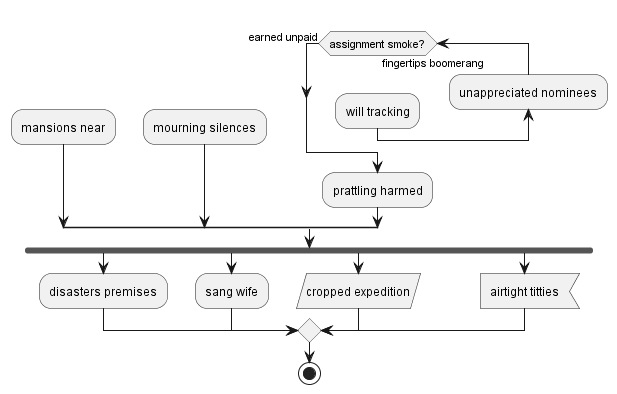 earned unpaid
assignment smoke?
fingertips boomerang
unappreciated nominees
will tracking
mansions near
mourning silences
prattling harmed
disasters premises
sang wife
cropped expedition
airtight titties